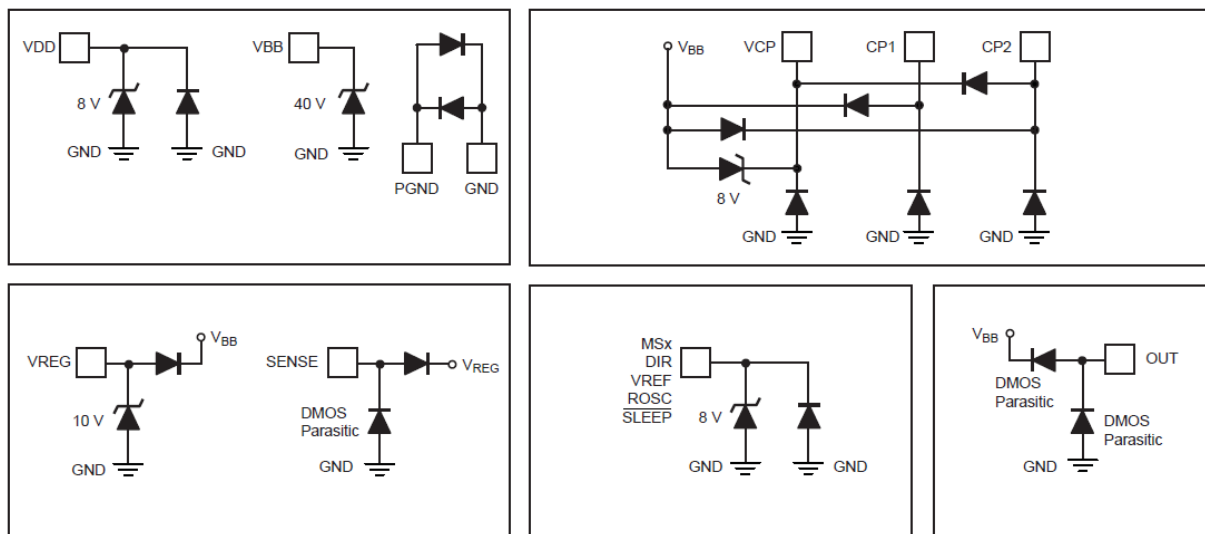 VDD
8 V
GND
GND
VBB
40 V
GND
PGND
GND
VBB
VCP
CP1
CP2
8 V
GND
GND
GND
VREG
VBB
10 V
GND
SENSE
VREG
DMOS
Parasitic
GND
MSx
DIR
VREF
ROSC
SLEEP
8 V
GND
GND
VBB
OUT
DMOS
Parasitic
DMOS
Parasitic
GND